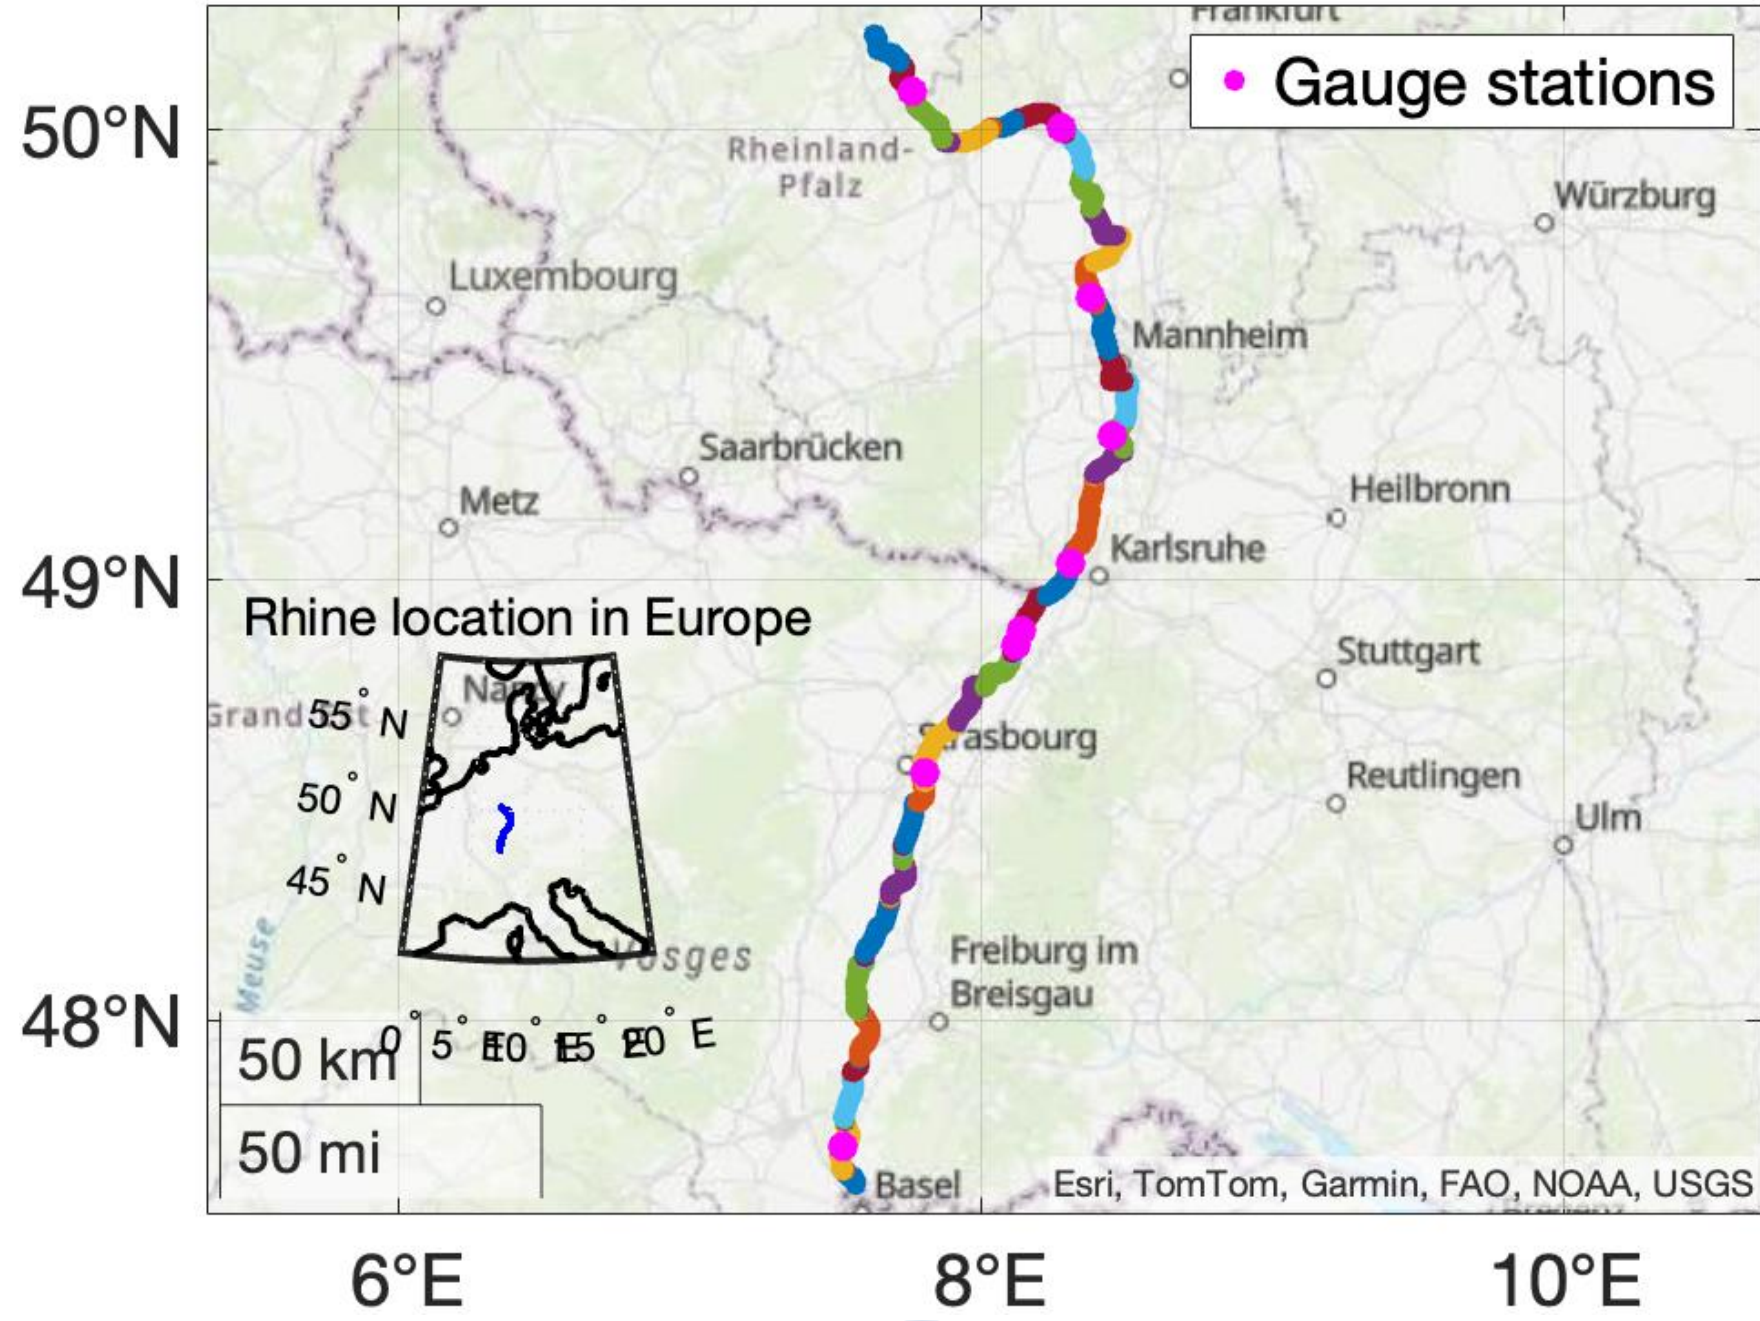 Frankfurt
Gauge stations
50°N
Rheinland-
Pfalz
Würzburg
Luxembourg
Mannheim
Saarbrücken
Metz
Heilbronn
Karlsruhe
49°N
Rhine location in Europe
Stuttgart
Nancy
55° N
Strasbourg
Reutlingen
50° N
Ulm
45° N
Meuse
Vosges
Freiburg im
Breisgau
48°N
0° 5° E 10° E 15° E 20° E
50 km
50 mi
Basel
Esri, TomTom, Garmin, FAO, NOAA, USGS
6°E
8°E
10°E